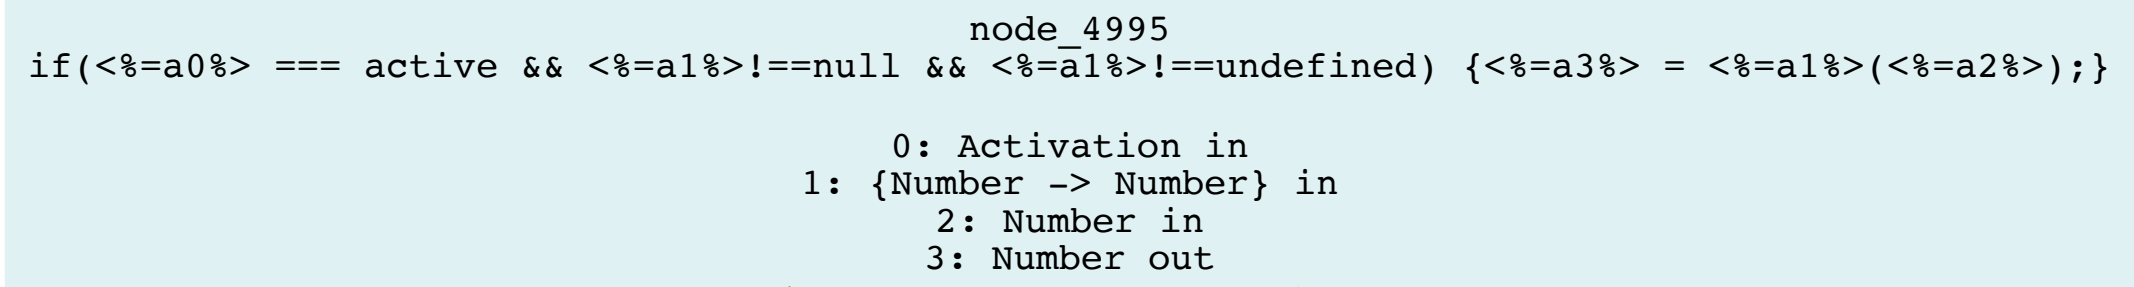 node_4995
if(<%=a0%> === active && <%=a1%>!==null && <%=a1%>!==undefined) {<%=a3%> = <%=a1%>(<%=a2%>);}
0: Activation in
1: {Number -> Number} in
2: Number in
3: Number out